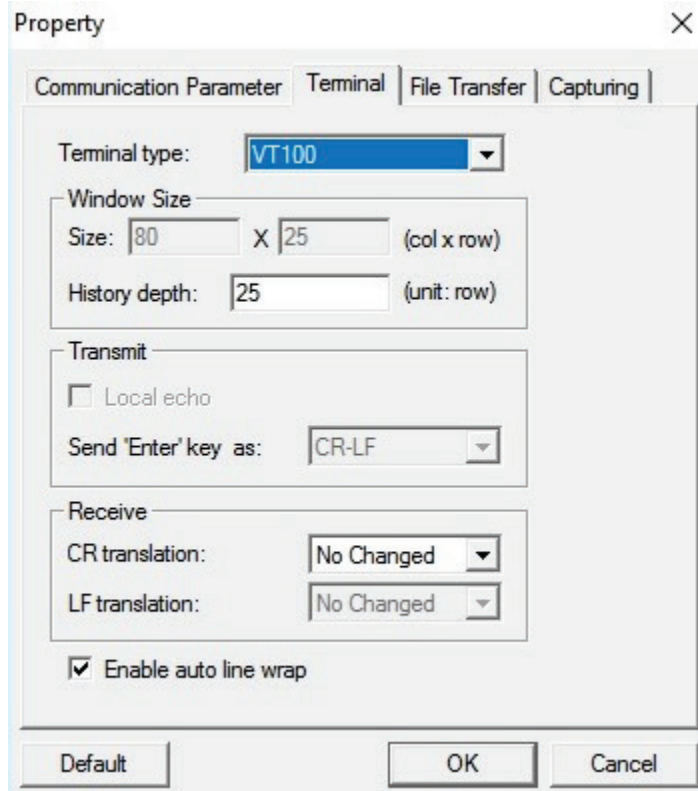 Property
Communication Parameter Terminal File Transfer Capturing
Terminal type: VT100
Window Size
Size: 80 X 25 (col x row)
History depth: 25 (unit: row)
Transmit
Local echo
Send 'Enter' key as: CR-LF
Receive
CR translation: No Changed
LF translation: No Changed
Enable auto line wrap
Default OK Cancel